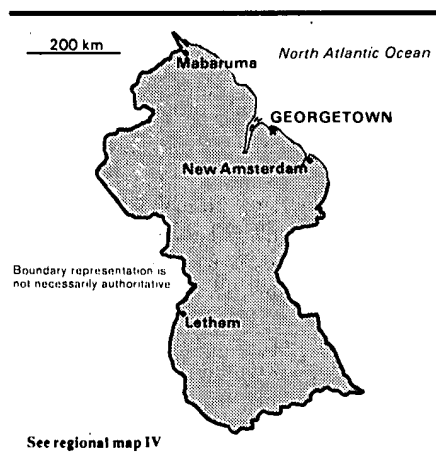 200 km
North Atlantic Ocean
Mabaruma
GEORGETOWN
New Amsterdam
Boundary representation is
not necessarily authoritative
Lethem
See regional map IV